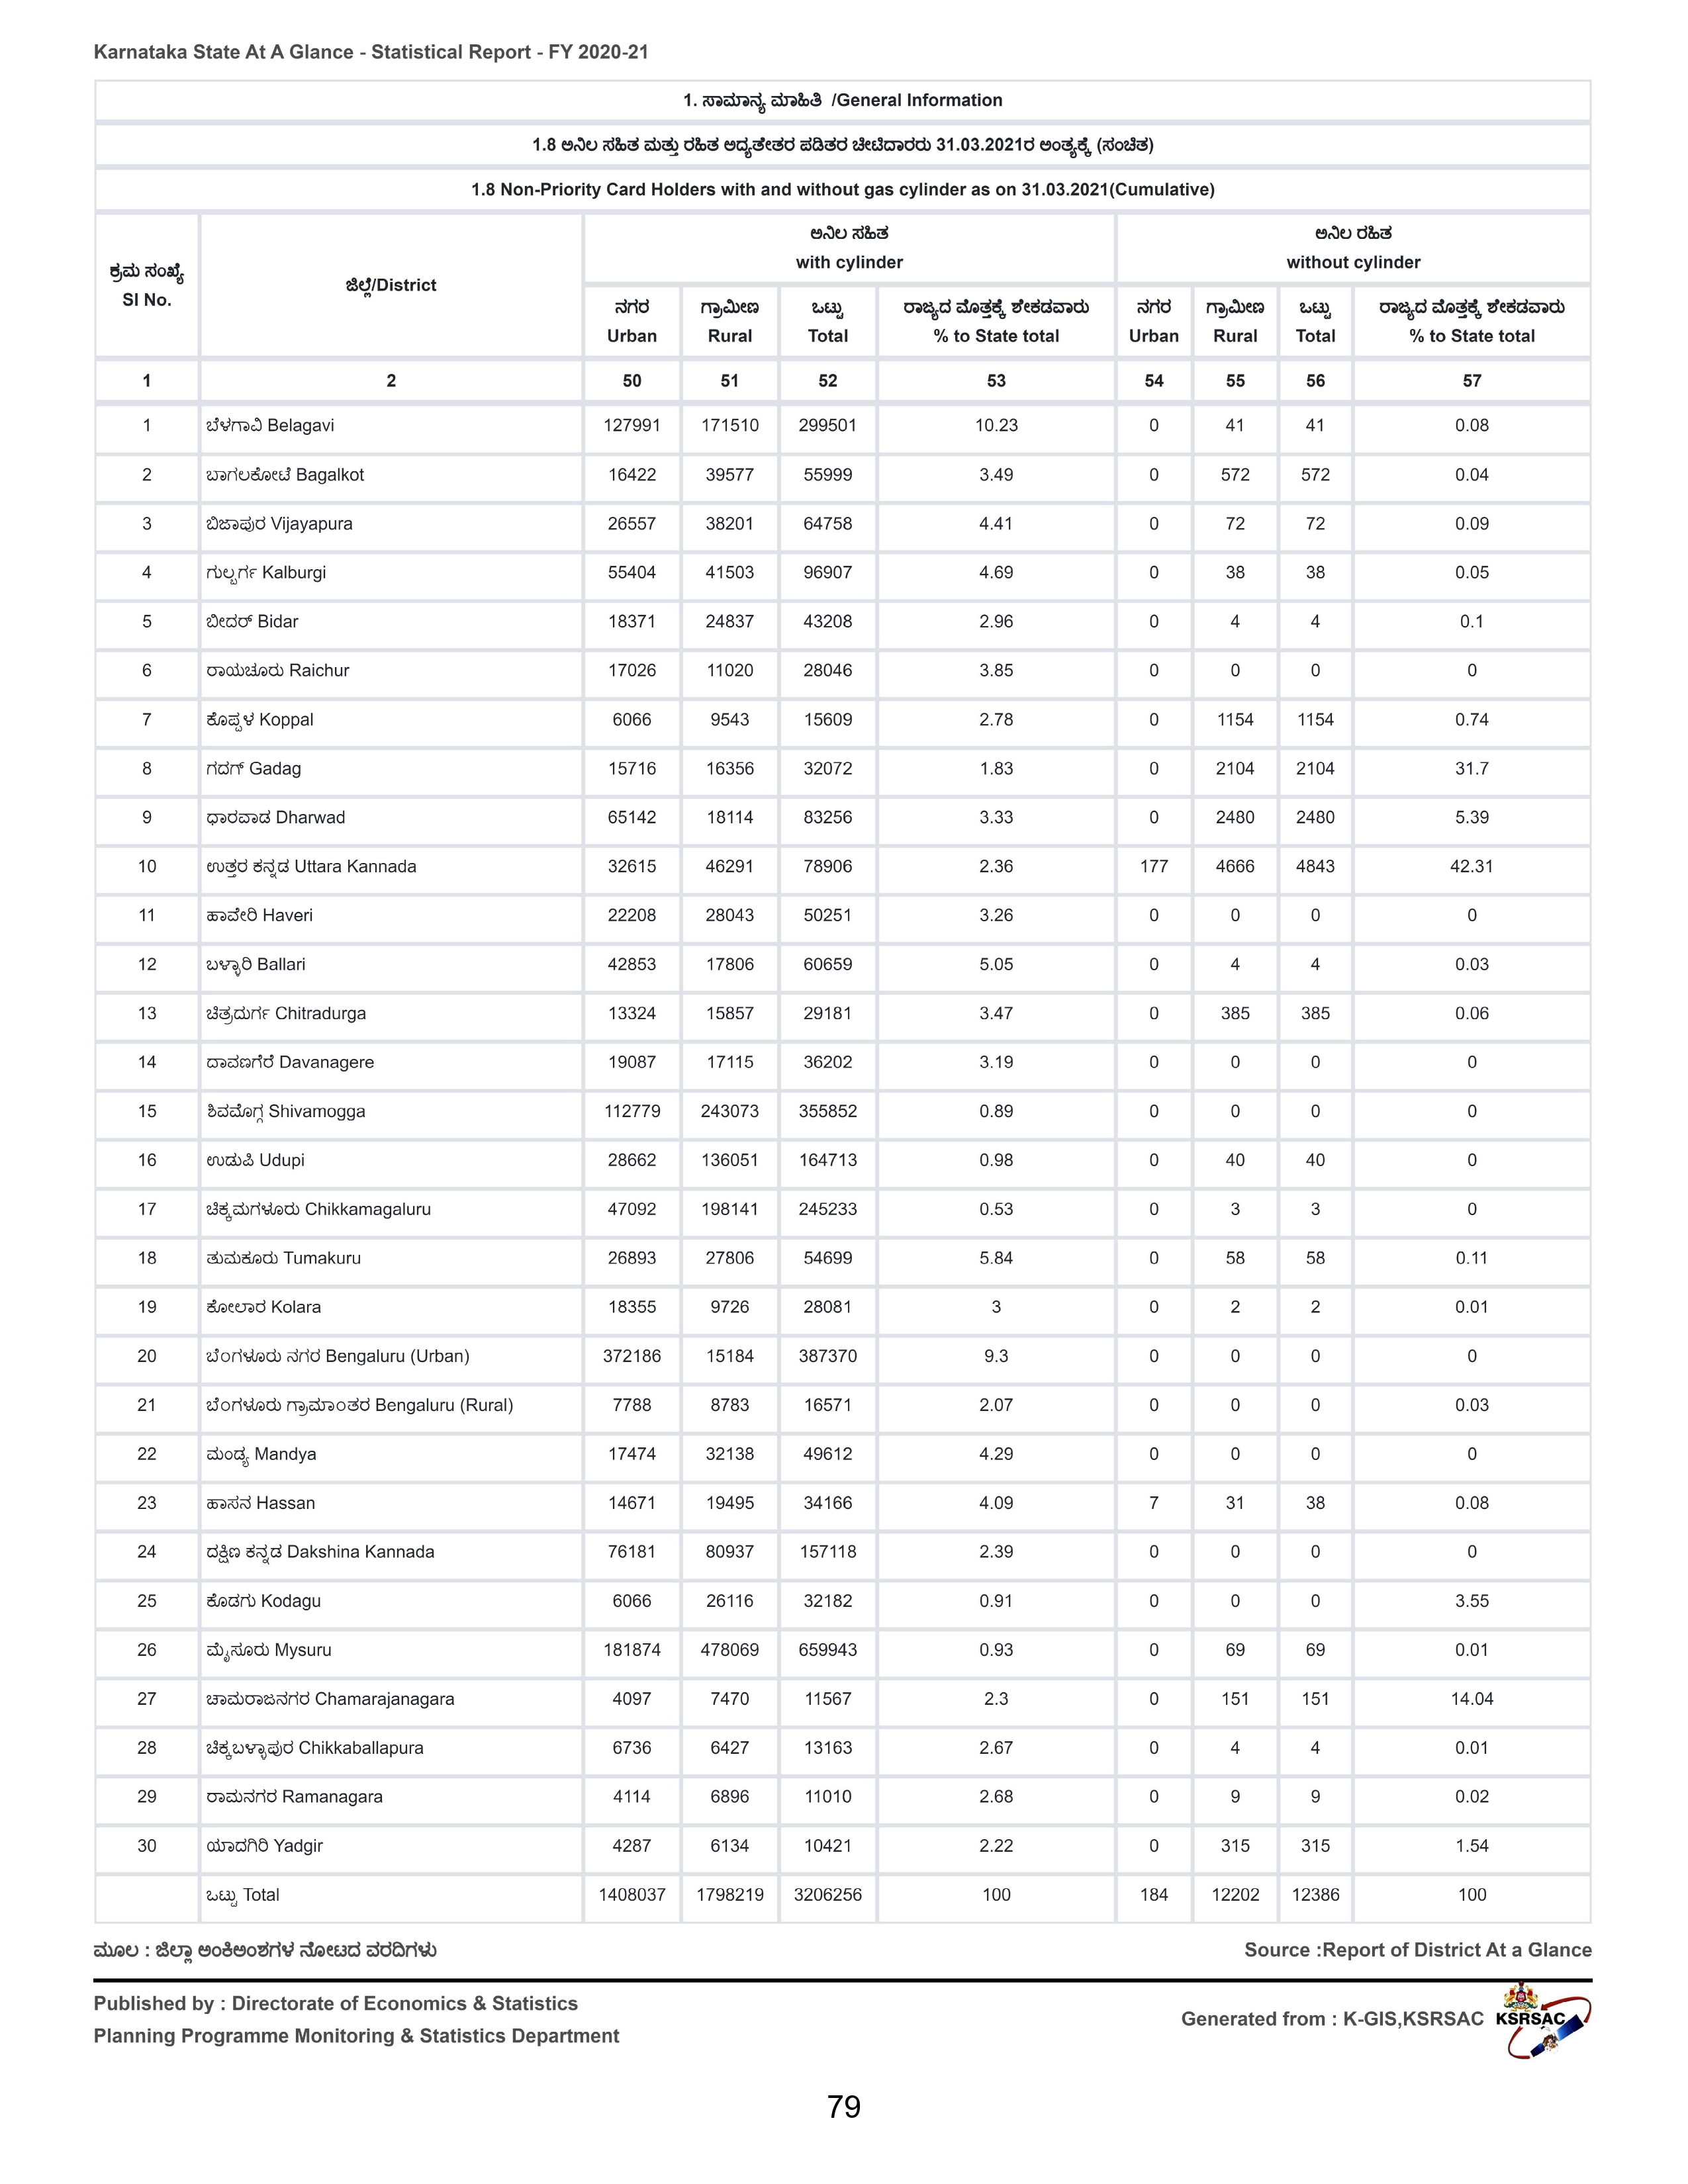 Karnataka State At A Glance - Statistical Report - FY 2020-21
1. ಸಾಮಾನ್ಯ ಮಾಹಿತಿ /General Information
1.8 ಅನಿಲ ಸಹಿತ ಮತ್ತು ರಹಿತ ಆದ್ಯತೇತರ ಪಡಿತರ ಚೀಟಿದಾರರು 31.03.2021ರ ಅಂತ್ಯಕ್ಕೆ (ಸಂಚಿತ)
1.8 Non-Priority Card Holders with and without gas cylinder as on 31.03.2021(Cumulative)
ಕ್ರಮ ಸಂಖ್ಯೆ Sl No. ಜಿಲ್ಲೆ/District ಅನಿಲ ಸಹಿತ with cylinder ಅನಿಲ ರಹಿತ without cylinder
ನಗರ ಗ್ರಾಮೀಣ ಒಟ್ಟು ರಾಜ್ಯದ ಮೊತ್ತಕ್ಕೆ ಶೇಕಡವಾರು ನಗರ ಗ್ರಾಮೀಣ ಒಟ್ಟು ರಾಜ್ಯದ ಮೊತ್ತಕ್ಕೆ ಶೇಕಡವಾರು
Urban Rural Total % to State total Urban Rural Total % to State total
1 2 50 51 52 53 54 55 56 57
1 ಬೆಳಗಾವಿ Belagavi 127991 171510 299501 10.23 0 41 41 0.08
2 ಬಾಗಲಕೋಟೆ Bagalkot 16422 39577 55999 3.49 0 572 572 0.04
3 ಬಿಜಾಪುರ Vijayapura 26557 38201 64758 4.41 0 72 72 0.09
4 ಗುಲ್ಬರ್ಗ Kalburgi 55404 41503 96907 4.69 0 38 38 0.05
5 ಬೀದರ್ Bidar 18371 24837 43208 2.96 0 4 4 0.1
6 ರಾಯಚೂರು Raichur 17026 11020 28046 3.85 0 0 0 0
7 ಕೊಪ್ಪಳ Koppal 6066 9543 15609 2.78 0 1154 1154 0.74
8 ಗದಗ್ Gadag 15716 16356 32072 1.83 0 2104 2104 31.7
9 ಧಾರವಾಡ Dharwad 65142 18114 83256 3.33 0 2480 2480 5.39
10 ಉತ್ತರ ಕನ್ನಡ Uttara Kannada 32615 46291 78906 2.36 177 4666 4843 42.31
11 ಹಾವೇರಿ Haveri 22208 28043 50251 3.26 0 0 0 0
12 ಬಳ್ಳಾರಿ Ballari 42853 17806 60659 5.05 0 4 4 0.03
13 ಚಿತ್ರದುರ್ಗ Chitradurga 13324 15857 29181 3.47 0 385 385 0.06
14 ದಾವಣಗೆರೆ Davanagere 19087 17115 36202 3.19 0 0 0 0
15 ಶಿವಮೊಗ್ಗ Shivamogga 112779 243073 355852 0.89 0 0 0 0
16 ಉಡುಪಿ Udupi 28662 136051 164713 0.98 0 40 40 0
17 ಚಿಕ್ಕಮಗಳೂರು Chikkamagaluru 47092 198141 245233 0.53 0 3 3 0
18 ತುಮಕೂರು Tumakuru 26893 27806 54699 5.84 0 58 58 0.11
19 ಕೋಲಾರ Kolara 18355 9726 28081 3 0 2 2 0.01
20 ಬೆಂಗಳೂರು ನಗರ Bengaluru (Urban) 372186 15184 387370 9.3 0 0 0 0
21 ಬೆಂಗಳೂರು ಗ್ರಾಮಾಂತರ Bengaluru (Rural) 7788 8783 16571 2.07 0 0 0 0.03
22 ಮಂಡ್ಯ Mandya 17474 32138 49612 4.29 0 0 0 0
23 ಹಾಸನ Hassan 14671 19495 34166 4.09 7 31 38 0.08
24 ದಕ್ಷಿಣ ಕನ್ನಡ Dakshina Kannada 76181 80937 157118 2.39 0 0 0 0
25 ಕೊಡಗು Kodagu 6066 26116 32182 0.91 0 0 0 3.55
26 ಮೈಸೂರು Mysuru 181874 478069 659943 0.93 0 69 69 0.01
27 ಚಾಮರಾಜನಗರ Chamarajanagara 4097 7470 11567 2.3 0 151 151 14.04
28 ಚಿಕ್ಕಬಳ್ಳಾಪುರ Chikkaballapura 6736 6427 13163 2.67 0 4 4 0.01
29 ರಾಮನಗರ Ramanagara 4114 6896 11010 2.68 0 9 9 0.02
30 ಯಾದಗಿರಿ Yadgir 4287 6134 10421 2.22 0 315 315 1.54
ಒಟ್ಟು Total 1408037 1798219 3206256 100 184 12202 12386 100
ಮೂಲ : ಜಿಲ್ಲಾ ಅಂಕಿಅಂಶಗಳ ನೋಟದ ವರದಿಗಳು Source :Report of District At a Glance
Published by : Directorate of Economics & Statistics
Planning Programme Monitoring & Statistics Department
Generated from : K-GIS,KSRSAC KSRSAC
79